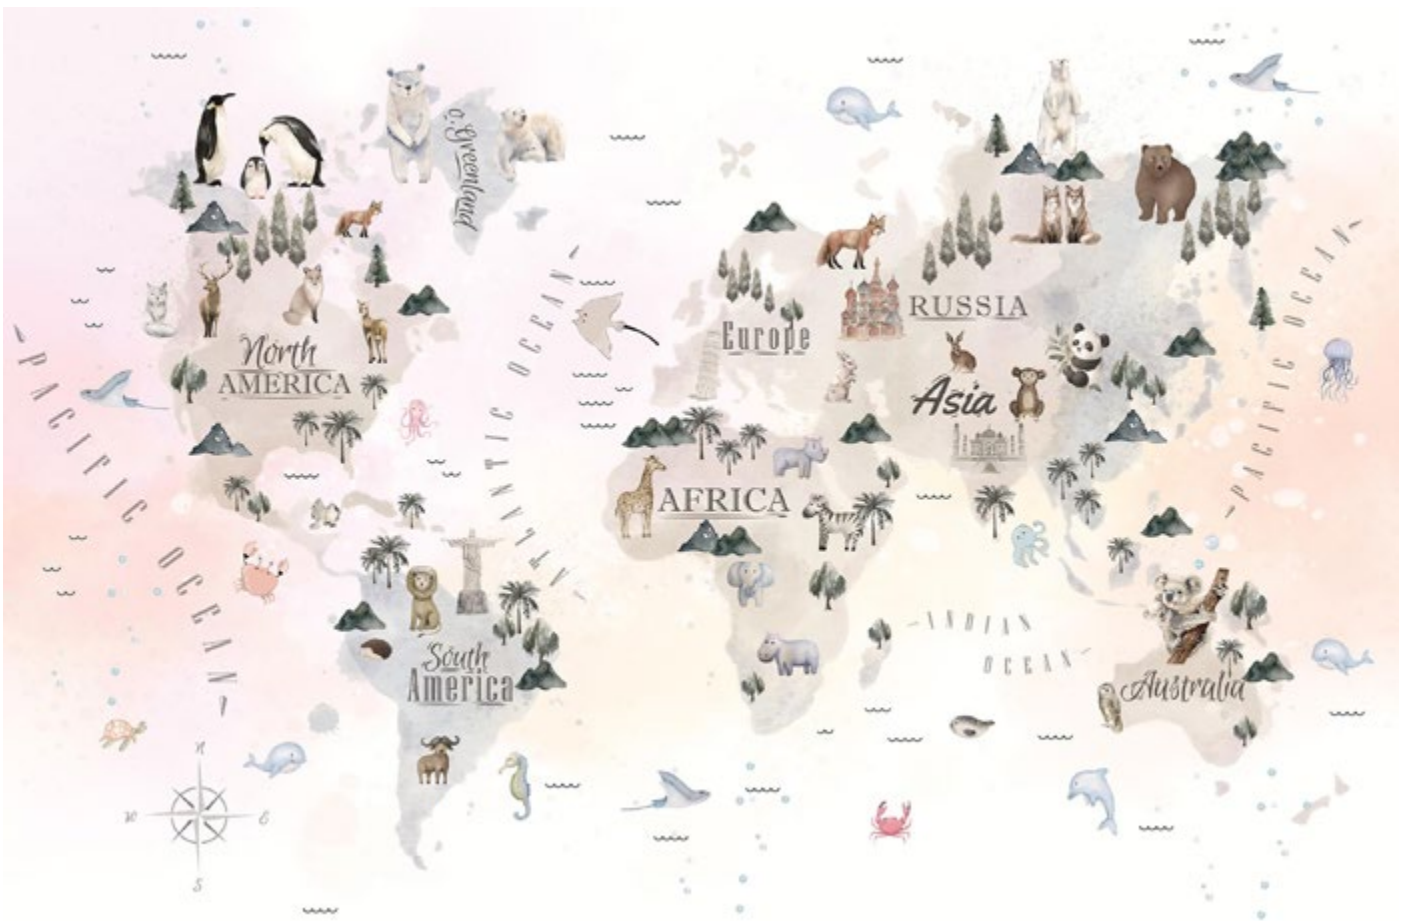 o.Greenland
North
AMERICA
Europe
RUSSIA
Asia
AFRICA
South
America
Australia
PACIFIC OCEAN
ATLANTIC OCEAN
INDIAN
OCEAN
PACIFIC OCEAN
n
w
e
s